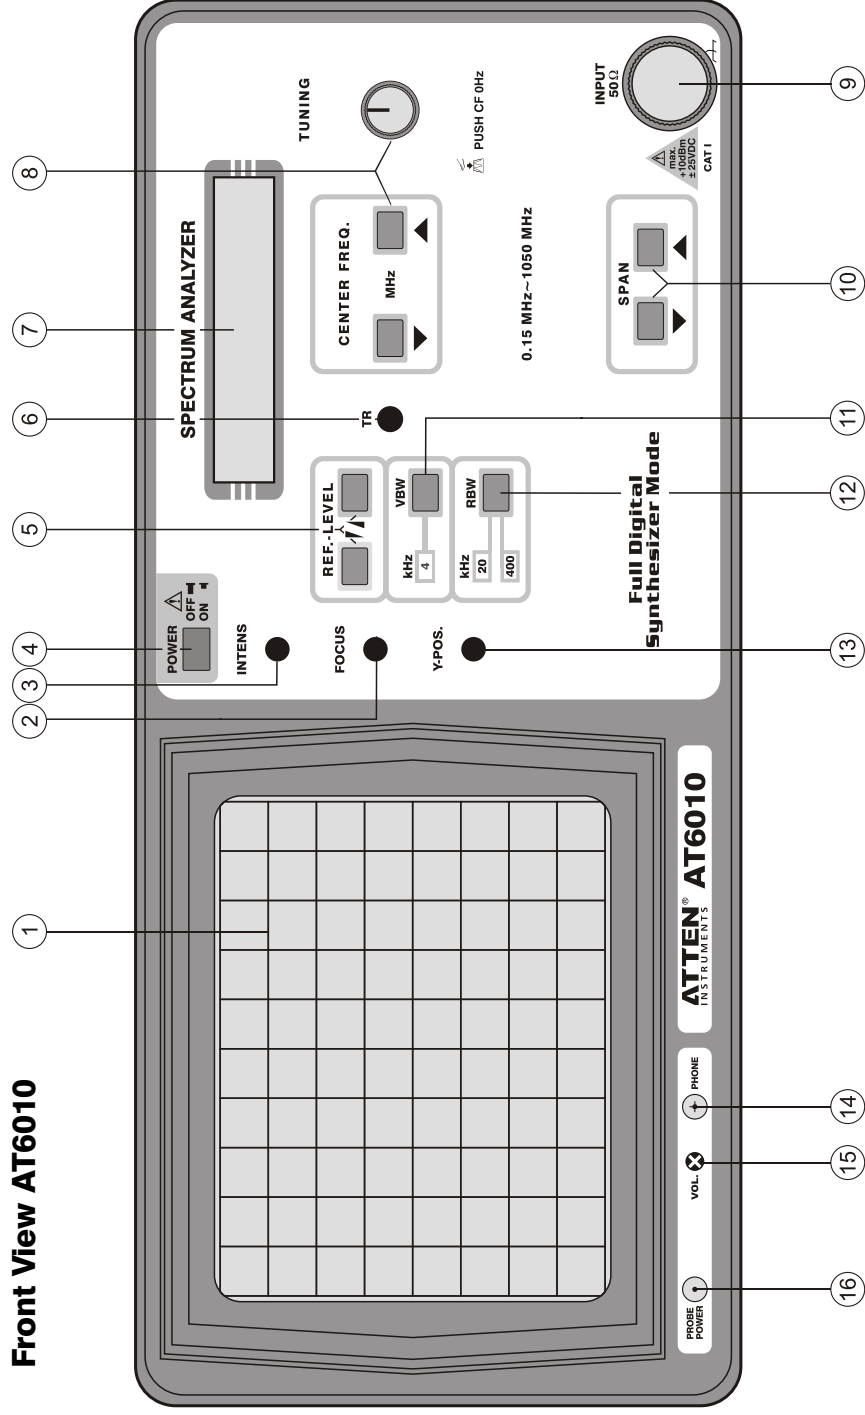 Front View AT6010
1
2
3
4
5
6
7
8
POWER
OFF
ON
SPECTRUM ANALYZER
TUNING
INTENS
REF.-LEVEL
CENTER FREQ.
MHz
FOCUS
TR
kHz
VBW
4
PUSH CF 0Hz
Y-POS.
kHz
RBW
20
400
0.15 MHz~1050 MHz
INPUT
50Ω
SPAN
Full Digital
Synthesizer Mode
max.
+10dBm
± 25VDC
CAT I
PROBE
POWER
VOL.
PHONE
ATTEN® AT6010
INSTRUMENTS
16
15
14
13
12
11
10
9